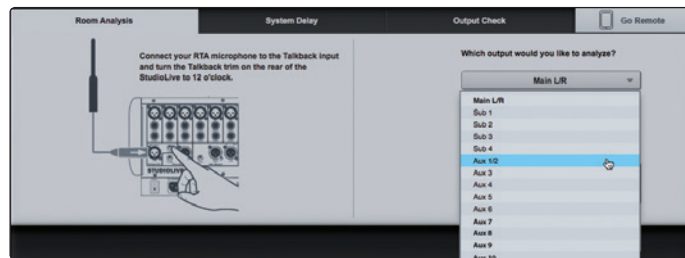 Room Analysis
System Delay
Output Check
Go Remote
Connect your RTA microphone to the Talkback input
and turn the Talkback trim on the rear of the
StudioLive to 12 o'clock.
STUDIOLIVE
Which output would you like to analyze?
Main L/R
Main L/R
Sub 1
Sub 2
Sub 3
Sub 4
Aux 1/2
Aux 3
Aux 4
Aux 5
Aux 6
Aux 7
Aux 8
Aux 9
Aux 10